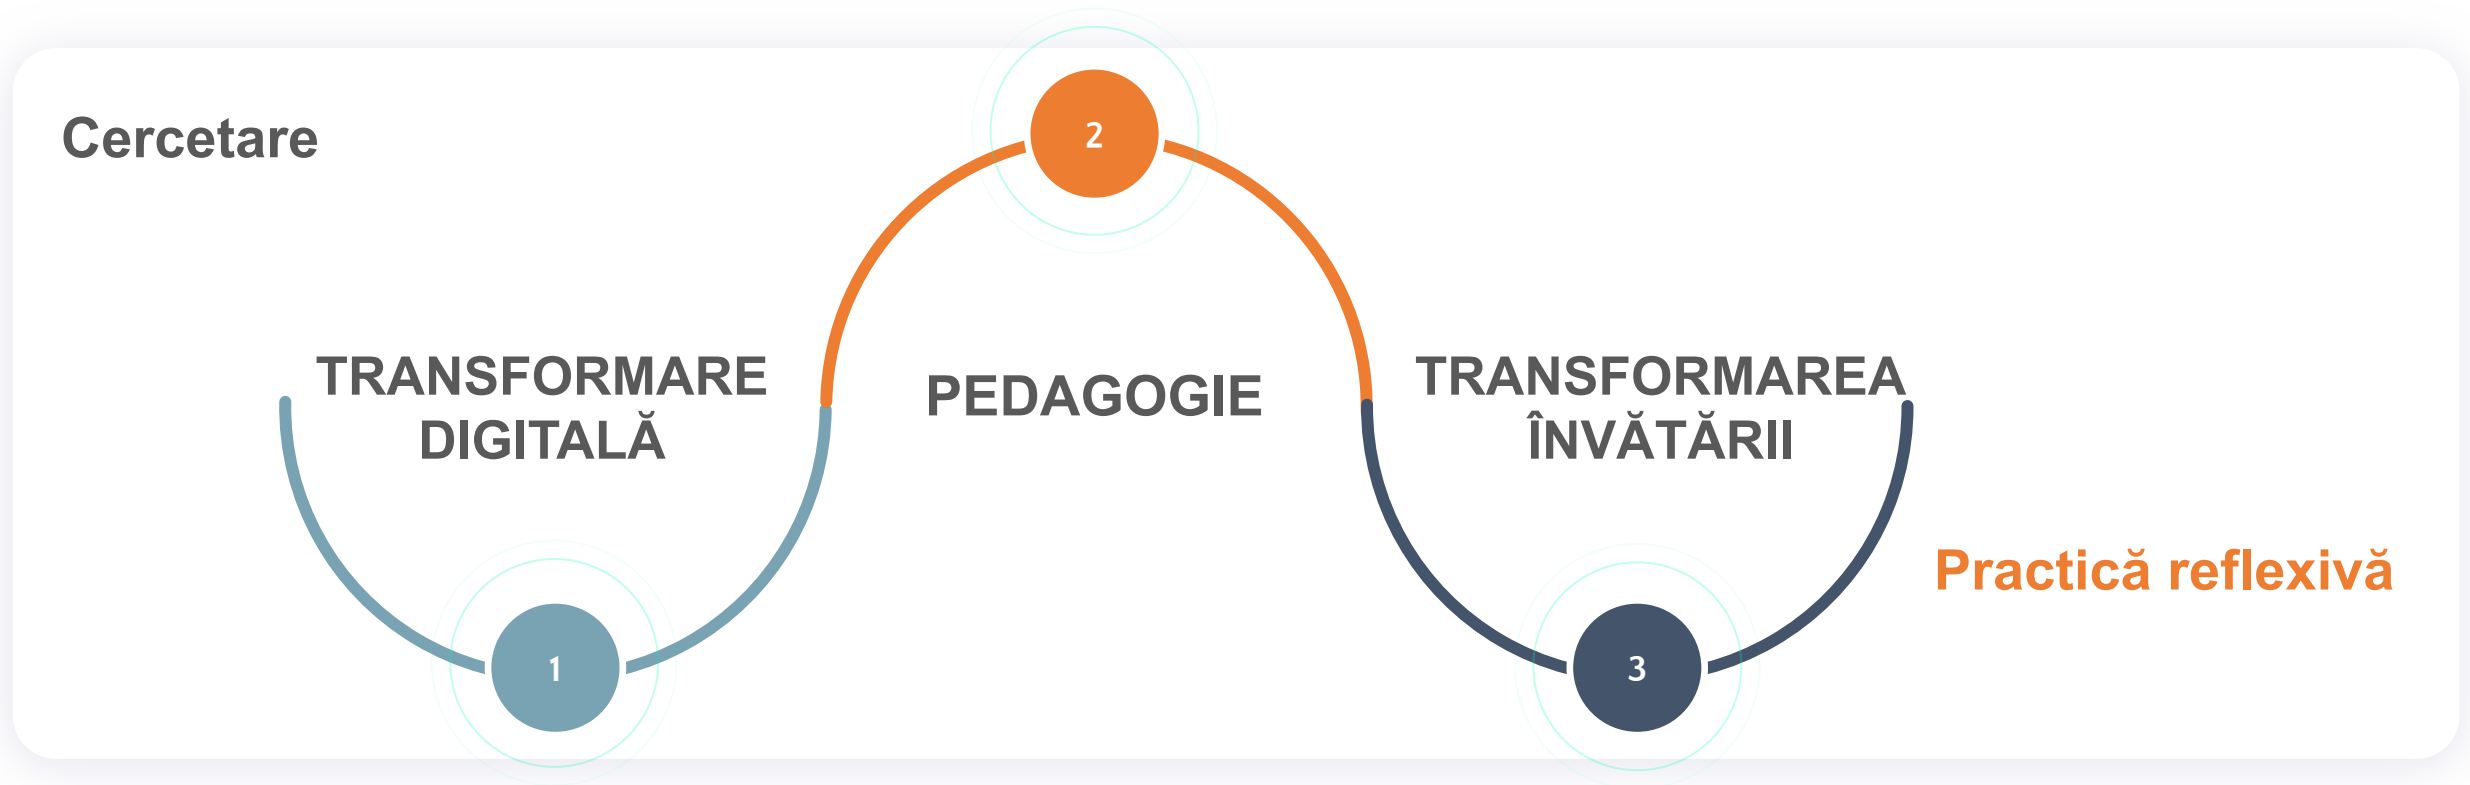 Cercetare
2
TRANSFORMARE
DIGITALĂ
PEDAGOGIE
TRANSFORMAREA
ÎNVĂTĂRII
Practică reflexivă
1
3